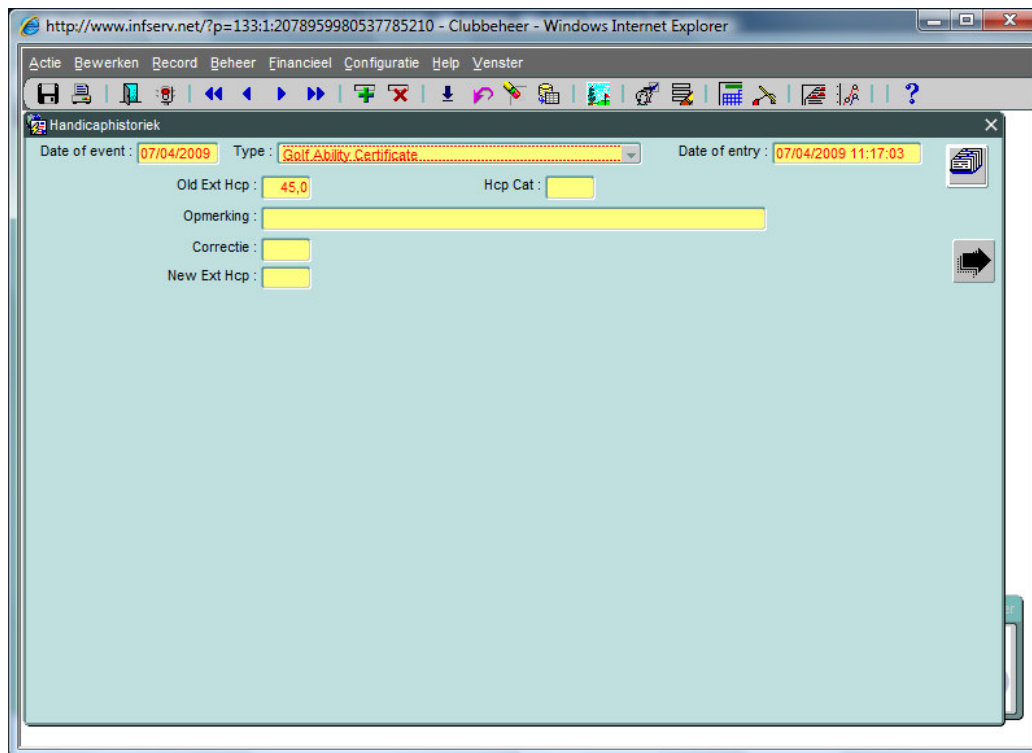 http://www.infserv.net/?p=133:1:2078959980537785210 - Clubbeheer - Windows Internet Explorer
Actie Bewerken Record Beheer Financieel Configuratie Help Venster
Handicaphistoriek
Date of event : 07/04/2009 Type : Golf Ability Certificate Date of entry : 07/04/2009 11:17:03
Old Ext Hcp : 45,0 Hcp Cat :
Opmerking :
Correctie :
New Ext Hcp :
er